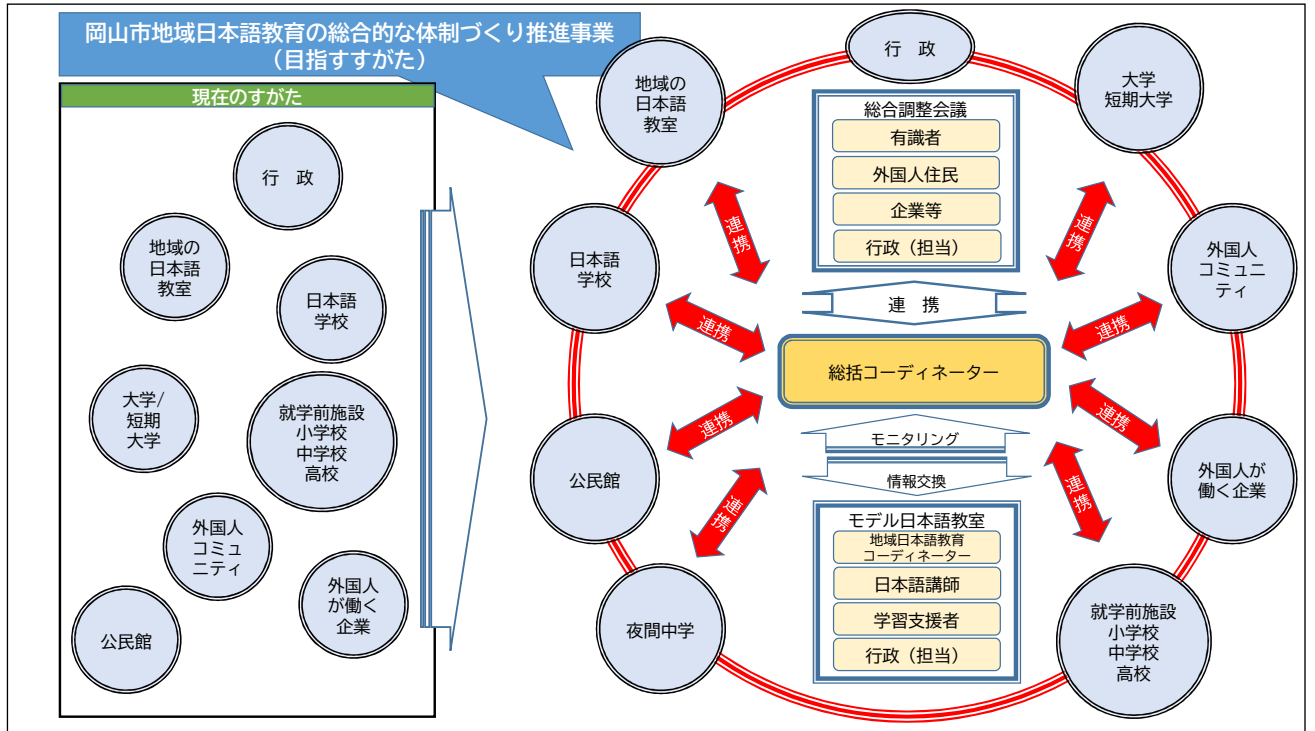 岡山市地域日本語教育の総合的な体制づくり推進事業
（目指すすがた）
現在のすがた
行　政
地域の
日本語
教室
日本語
学校
大学/
短期
大学
就学前施設
小学校
中学校
高校
外国人
コミュ
ニティ
外国人
が働く
企業
公民館
行　政
地域の
日本語
教室
大学
短期大学
日本語
学校
外国人
コミュニ
ティ
公民館
外国人が
働く企業
夜間中学
就学前施設
小学校
中学校
高校
総合調整会議
有識者
外国人住民
企業等
行政（担当）
連　携
総括コーディネーター
モニタリング
情報交換
モデル日本語教室
地域日本語教育
コーディネーター
日本語講師
学習支援者
行政（担当）
連携
連携
連携
連携
連携
連携
連携
連携